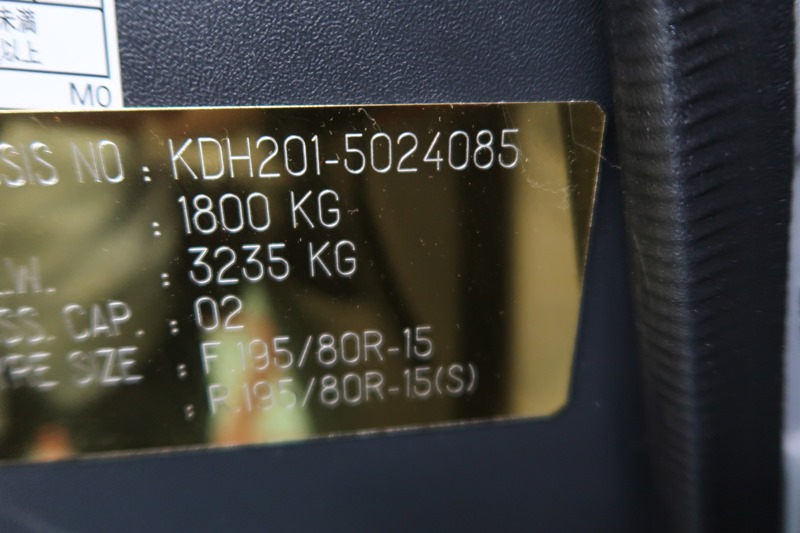 未満
以上
MO
SIS NO : KDH201-5024085
: 1800 KG
.W. : 3235 KG
SS. CAP. : 02
YRE SIZE : F.195/80R-15
: R.195/80R-15(S)